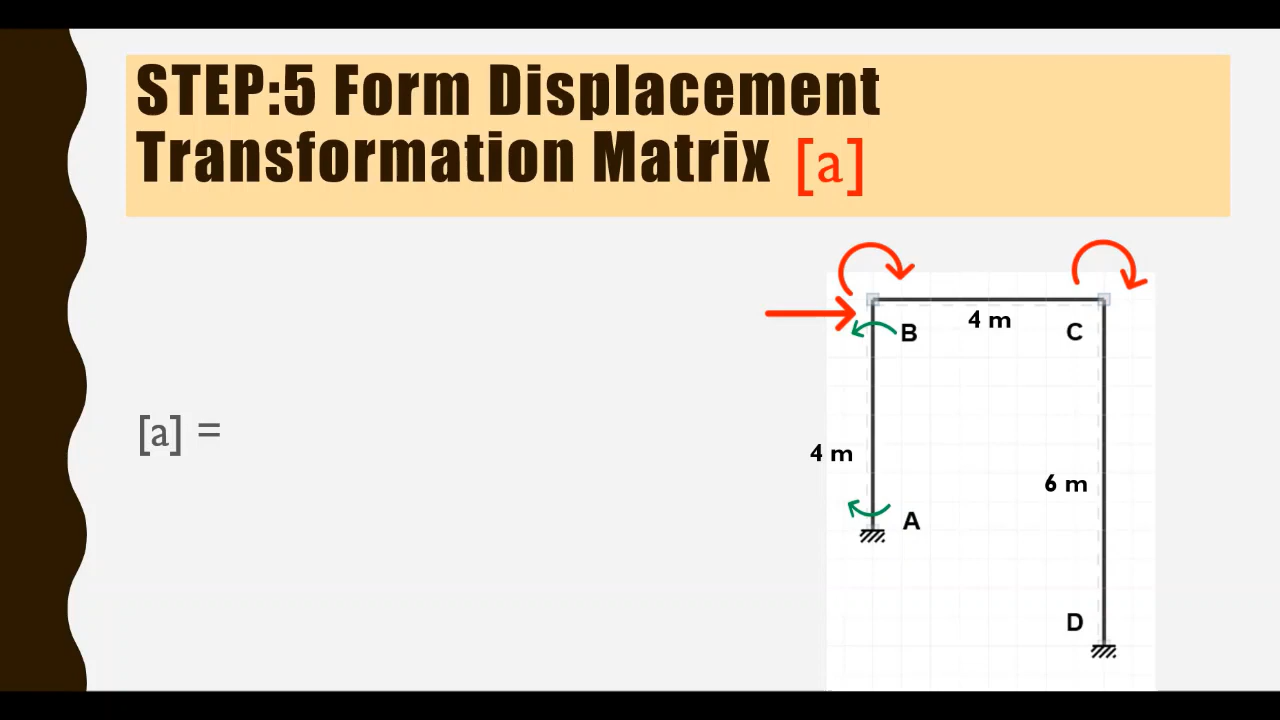 STEP:5 Form Displacement
Transformation Matrix [a]
B
4 m
C
[a] =
4 m
6 m
A
D